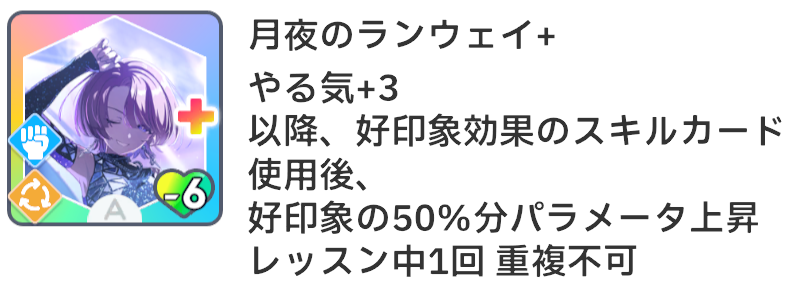 月夜のランウェイ+
やる気+3
以降、好印象効果のスキルカード
使用後、
好印象の50%分パラメータ上昇
レッスン中1回 重複不可
-6
A